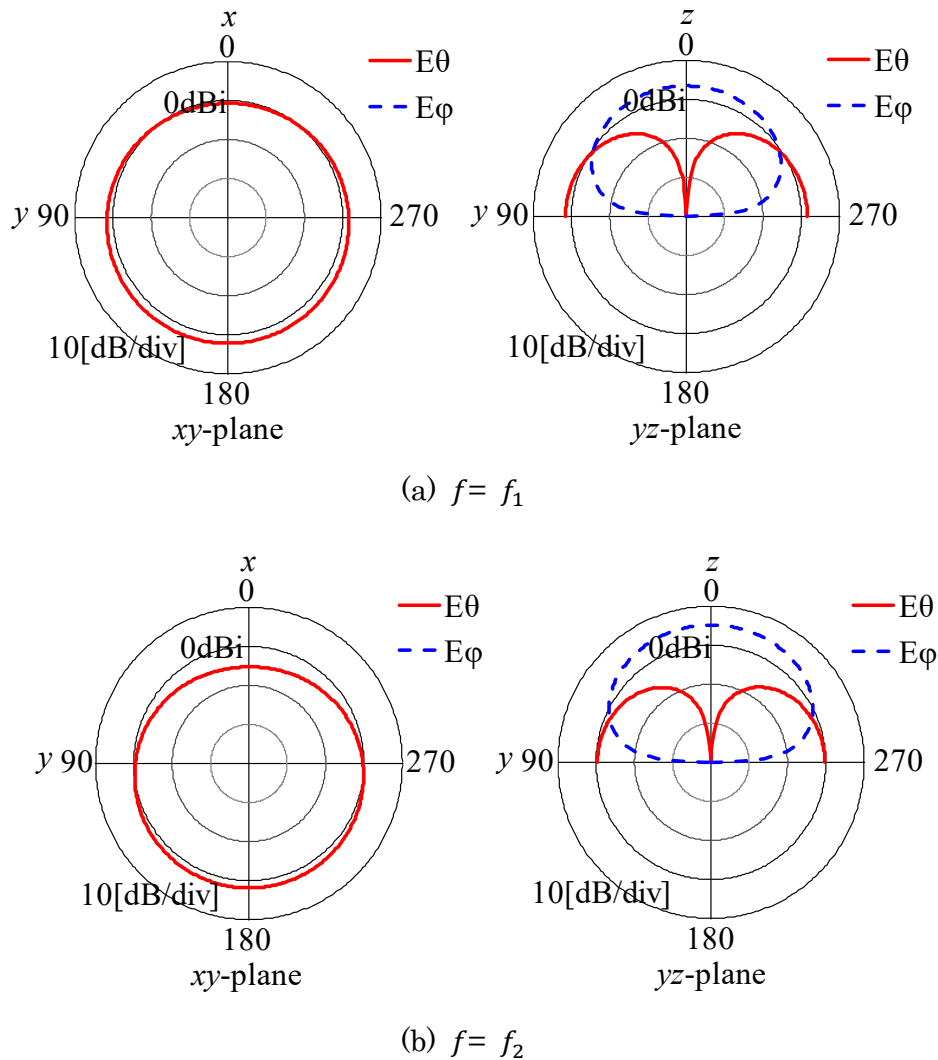 x
0
Eθ
Eφ
0dBi
y 90
270
10[dB/div]
180
xy-plane
z
0
Eθ
Eφ
0dBi
y 90
270
10[dB/div]
180
yz-plane
(a) f= f₁
x
0
Eθ
Eφ
0dBi
y 90
270
10[dB/div]
180
xy-plane
z
0
Eθ
Eφ
0dBi
y 90
270
10[dB/div]
180
yz-plane
(b) f= f₂